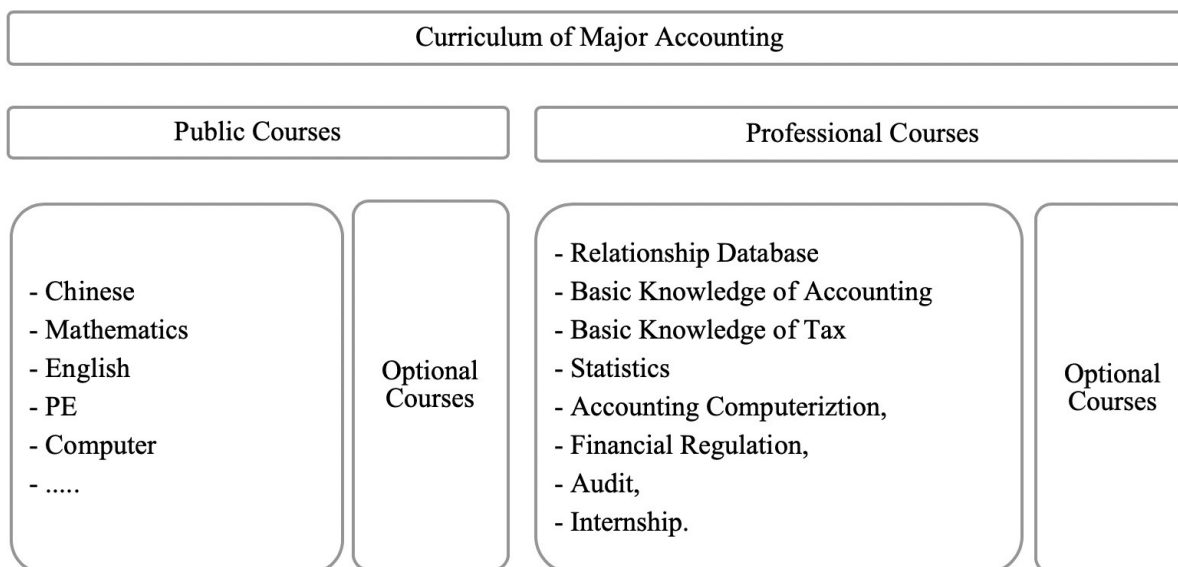 Curriculum of Major Accounting
Public Courses
Professional Courses
- Chinese
- Mathematics
- English
- PE
- Computer
- .....
Optional
Courses
- Relationship Database
- Basic Knowledge of Accounting
- Basic Knowledge of Tax
- Statistics
- Accounting Computeriztion,
- Financial Regulation,
- Audit,
- Internship.
Optional
Courses